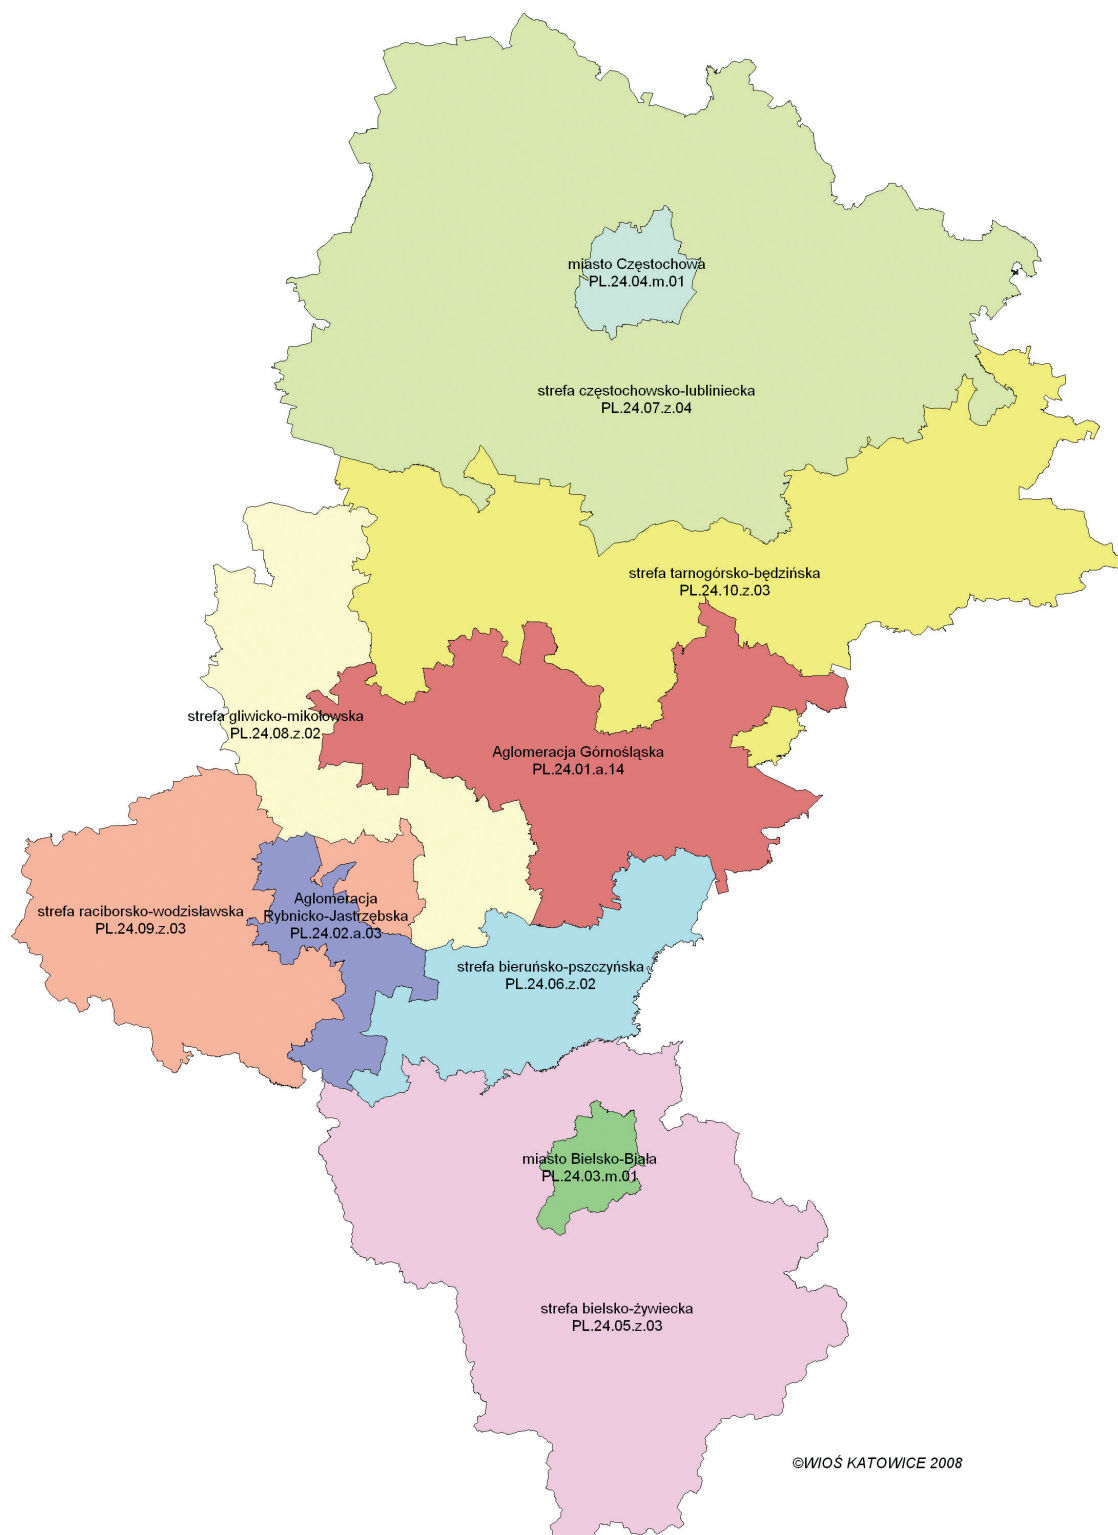 miasto Częstochowa
PL.24.04.m.01
strefa częstochowsko-lubliniecka
PL.24.07.z.04
strefa tarnogórsko-będzińska
PL.24.10.z.03
strefa gliwicko-mikołowska
PL.24.08.z.02
Aglomeracja Górnośląska
PL.24.01.a.14
strefa raciborsko-wodzisławska
PL.24.09.z.03
Aglomeracja
Rybnicko-Jastrzębska
PL.24.02.a.03
strefa bieruńsko-pszczyńska
PL.24.06.z.02
miasto Bielsko-Biała
PL.24.03.m.01
strefa bielsko-żywiecka
PL.24.05.z.03
©WIOŚ KATOWICE 2008